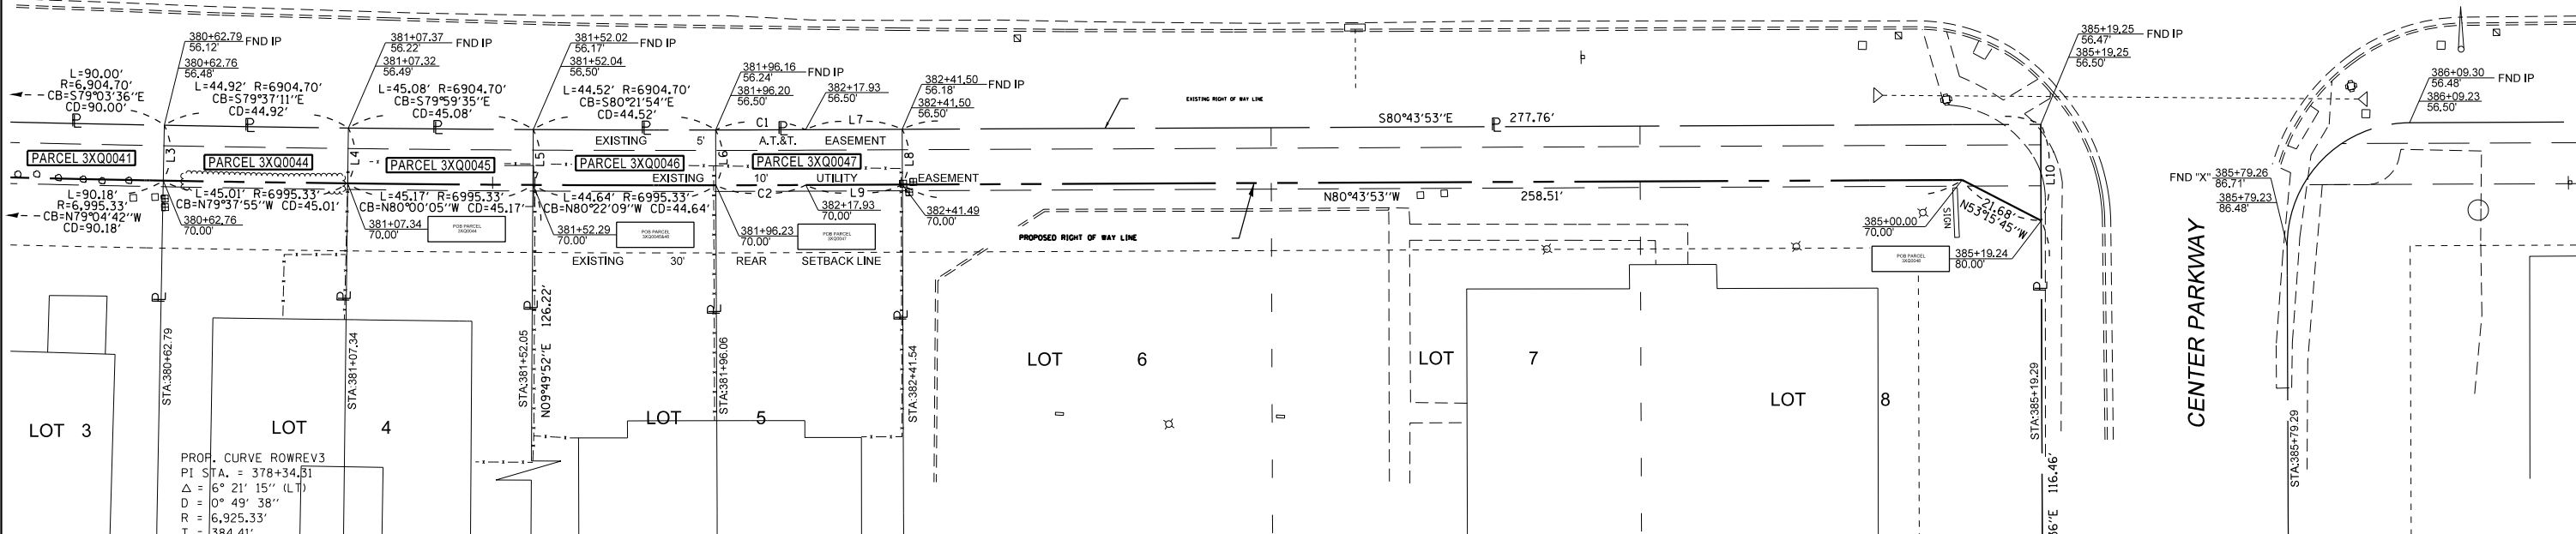 380+62.79
56.12' FND IP
380+62.76
56.48'
381+07.37
56.22' FND IP
381+07.32
56.49'
381+52.02
56.17' FND IP
381+52.04
56.50'
381+96.16
56.24' FND IP
381+96.20
56.50'
382+17.93
56.50'
382+41.50
56.18' FND IP
382+41.50
56.50'
385+19.25
56.47' FND IP
385+19.25
56.50'
386+09.30
56.48' FND IP
386+09.23
56.50'
L=90.00'
R=6,904.70'
CB=S79°03'36"E
CD=90.00'
L=44.92' R=6904.70'
CB=S79°37'11"E
CD=44.92'
L=45.08' R=6904.70'
CB=S79°59'35"E
CD=45.08'
L=44.52' R=6904.70'
CB=S80°21'54"E
CD=44.52'
C1
L7
EXISTING RIGHT OF WAY LINE
S80°43'53"E 277.76'
EXISTING 5' A.T.&T. EASEMENT
PARCEL 3XQ0041
L3
PARCEL 3XQ0044
L4
PARCEL 3XQ0045
L5
PARCEL 3XQ0046
L6
PARCEL 3XQ0047
L8
L10
EXISTING 10' UTILITY EASEMENT
L=90.18'
R=6,995.33'
CB=N79°04'42"W
CD=90.18'
L=45.01' R=6995.33'
CB=N79°37'55"W CD=45.01'
L=45.17' R=6995.33'
CB=N80°00'05"W CD=45.17'
L=44.64' R=6995.33'
CB=N80°22'09"W CD=44.64'
C2
L9
N80°43'53"W 258.51'
21.68'
N53°15'45"W
SIGN
380+62.76
70.00'
381+07.34
70.00'
381+52.29
70.00'
381+96.23
70.00'
382+17.93
70.00'
382+41.49
70.00'
385+00.00
70.00'
385+19.24
80.00'
FND "X" 385+79.26
86.71'
385+79.23
86.48'
POB PARCEL
POB PARCEL
POB PARCEL
POB PARCEL
PROPOSED RIGHT OF WAY LINE
EXISTING 30' REAR SETBACK LINE
STA:380+62.79
STA:381+07.34
STA:381+52.05
N09°49'52"E 126.22'
STA:381+96.06
STA:382+41.54
STA:385+19.29
116.46'
STA:385+79.29
CENTER PARKWAY
LOT 3
LOT 4
LOT 5
LOT 6
LOT 7
LOT 8
PROP. CURVE ROWREV3
PI STA. = 378+34.31
Δ = 6° 21' 15" (LT)
D = 0° 49' 38"
R = 6,925.33'
T = 384.41'